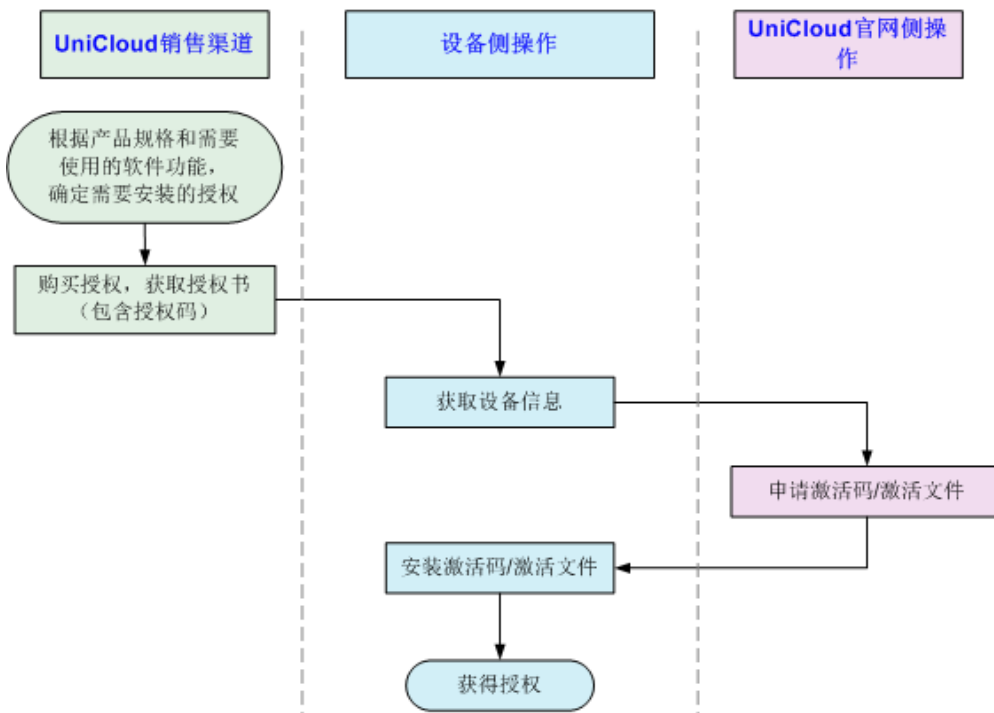 UniCloud销售渠道
设备侧操作
UniCloud官网侧操
作
根据产品规格和需要
使用的软件功能,
确定需要安装的授权
购买授权，获取授权书
（包含授权码）
获取设备信息
申请激活码/激活文件
安装激活码/激活文件
获得授权